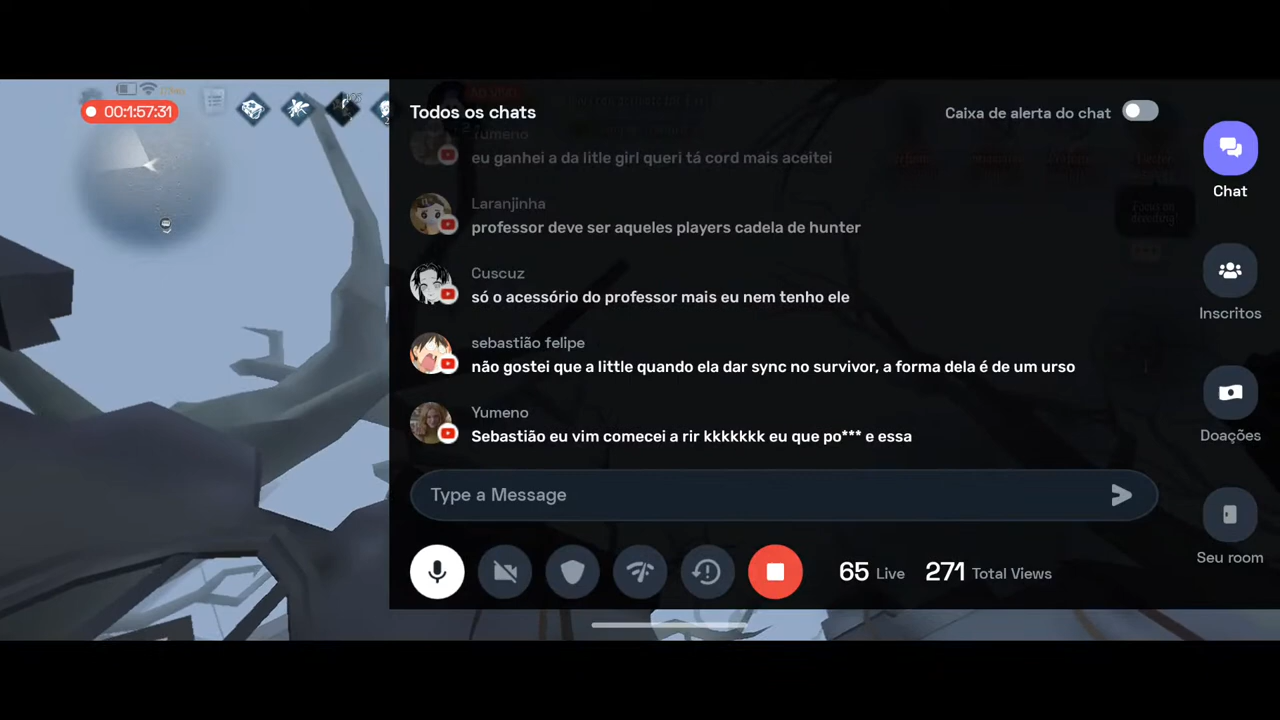 00:1:57:31
Todos os chats
Caixa de alerta do chat
Yumeno
eu ganhei a da litle girl queri tá cord mais aceitei
Chat
Laranjinha
professor deve ser aqueles players cadela de hunter
Cuscuz
só o acessório do professor mais eu nem tenho ele
Inscritos
sebastião felipe
não gostei que a little quando ela dar sync no survivor, a forma dela é de um urso
Yumeno
Sebastião eu vim comecei a rir kkkkkkk eu que po*** e essa
Doações
Type a Message
Seu room
65 Live 271 Total Views